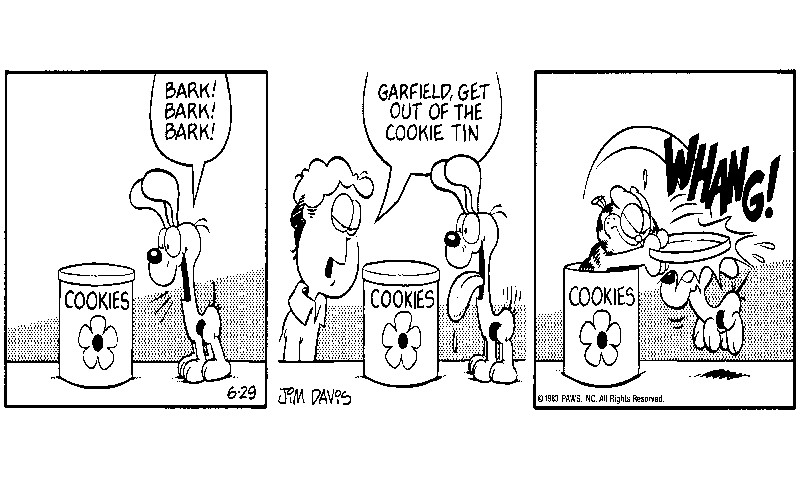 BARK!
BARK!
BARK!
COOKIES
6·29
GARFIELD, GET
OUT OF THE
COOKIE TIN
COOKIES
JIM DAVIS
WHANG!
COOKIES
©1983 PAWS, INC. All Rights Reserved.